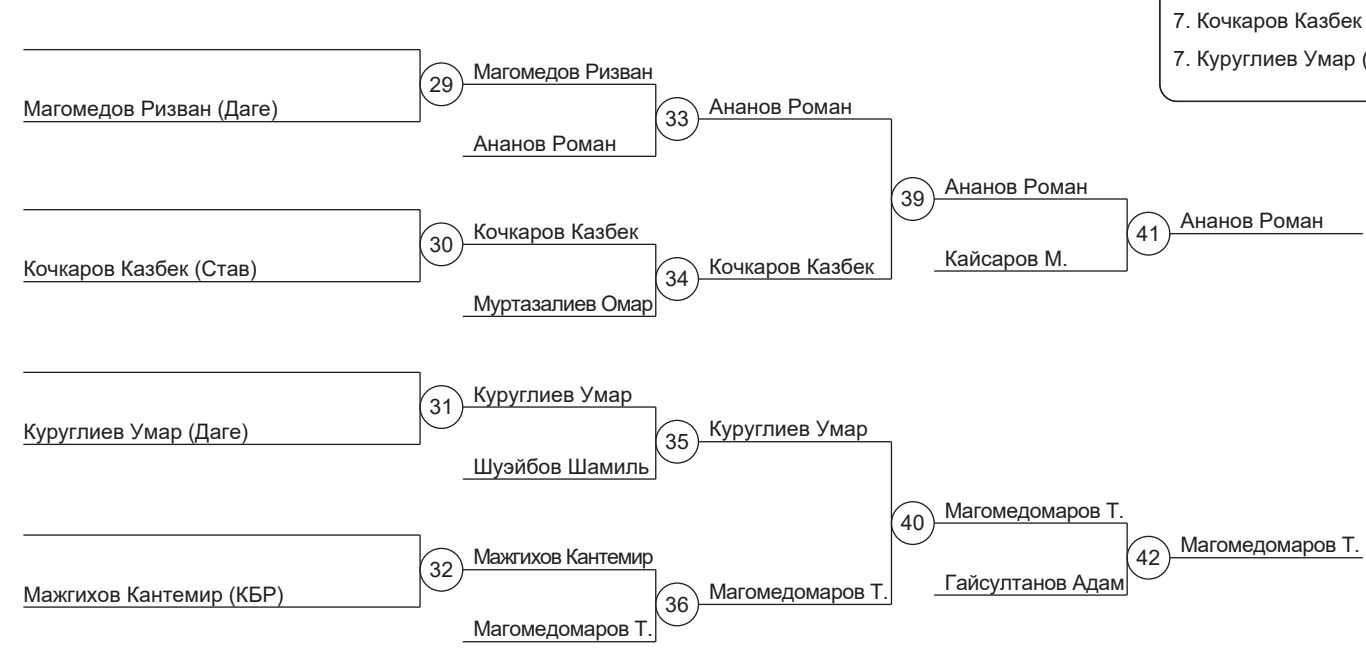 7. Кочкаров Казбек
7. Куруглиев Умар (
Магомедов Ризван (Даге)
29
Магомедов Ризван
Ананов Роман
33
Ананов Роман
Кочкаров Казбек (Став)
30
Кочкаров Казбек
Муртазалиев Омар
34
Кочкаров Казбек
39
Ананов Роман
Кайсаров М.
41
Ананов Роман
Куруглиев Умар (Даге)
31
Куруглиев Умар
Шуэйбов Шамиль
35
Куруглиев Умар
Мажгихов Кантемир (КБР)
32
Мажгихов Кантемир
Магомедомаров Т.
36
Магомедомаров Т.
40
Магомедомаров Т.
Гайсултанов Адам
42
Магомедомаров Т.